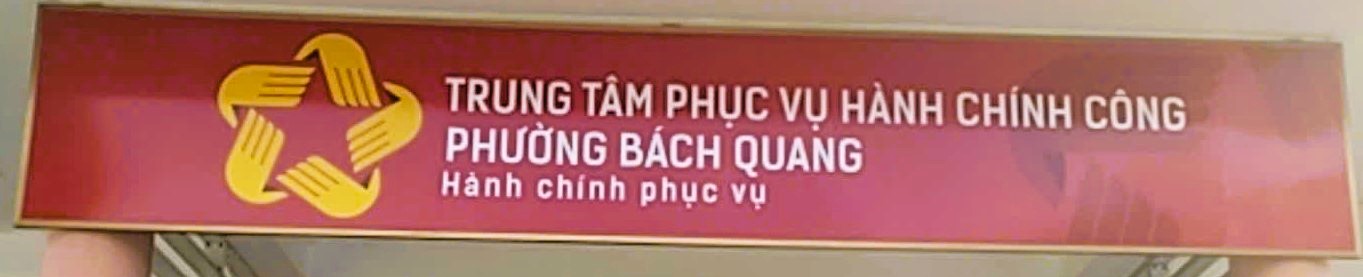 TRUNG TÂM PHỤC VỤ HÀNH CHÍNH CÔNG
PHƯỜNG BÁCH QUANG
Hành chính phục vụ